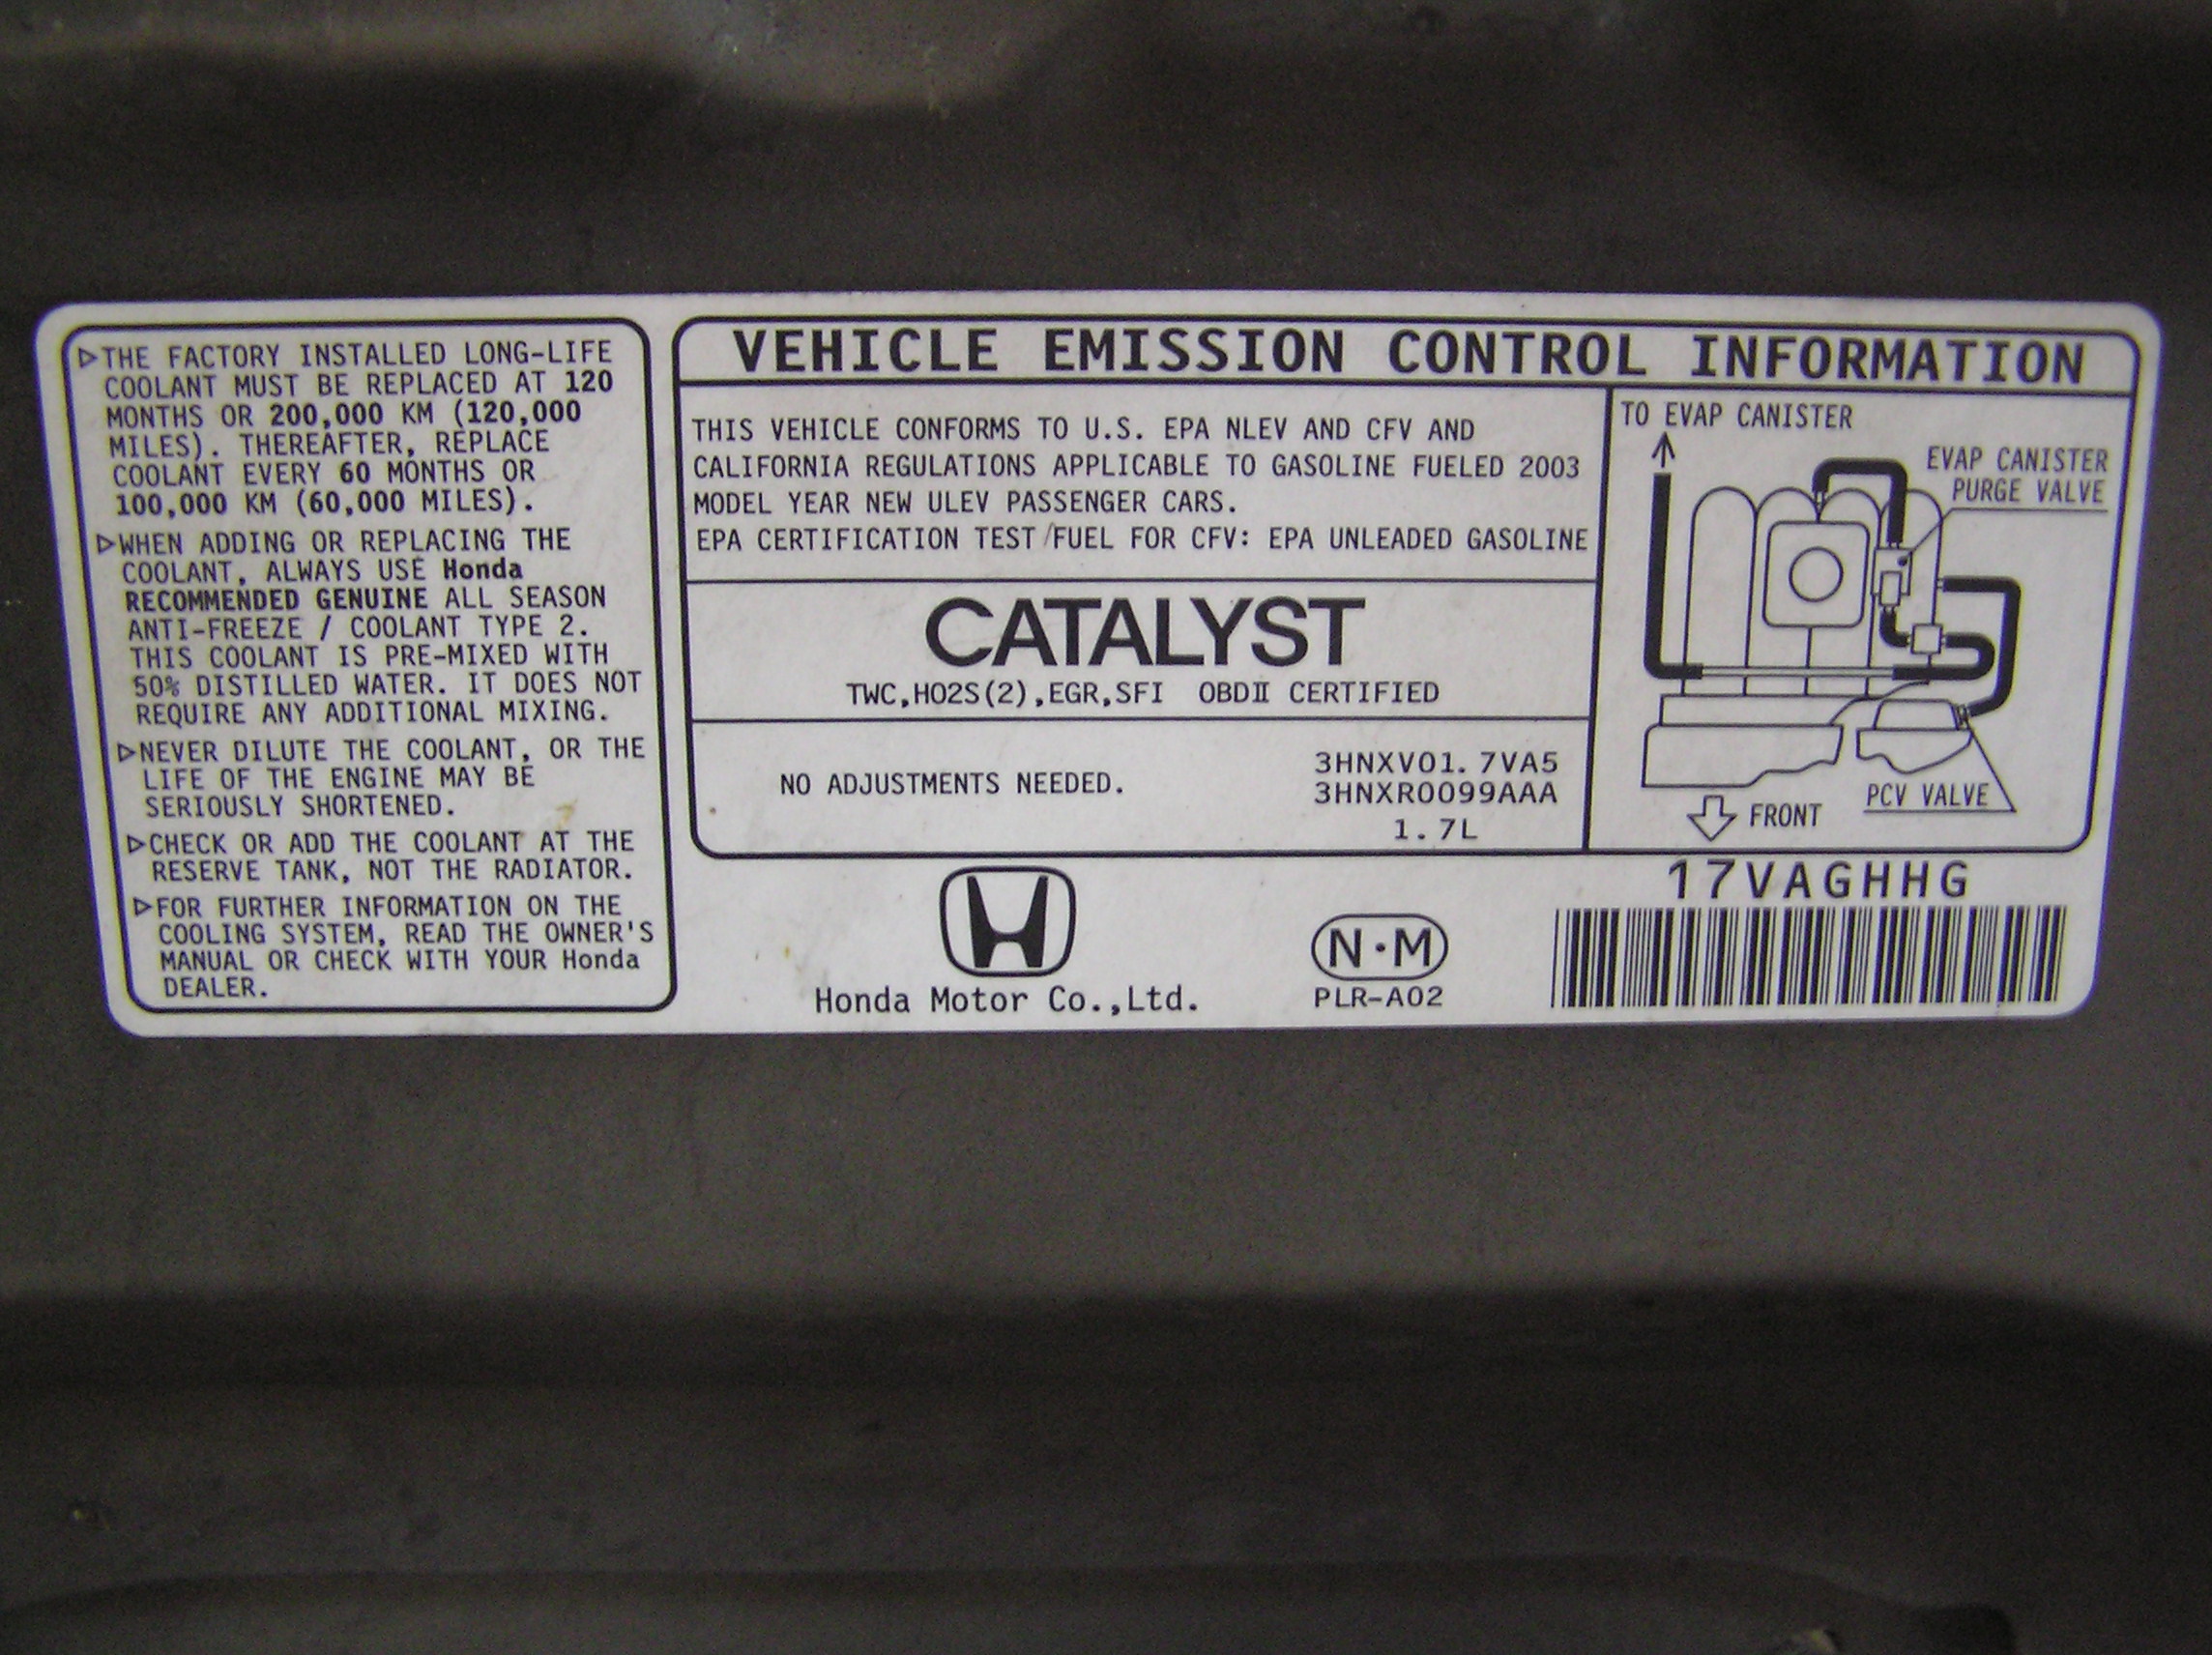 ▷THE FACTORY INSTALLED LONG-LIFE
COOLANT MUST BE REPLACED AT 120
MONTHS OR 200,000 KM (120,000
MILES). THEREAFTER, REPLACE
COOLANT EVERY 60 MONTHS OR
100,000 KM (60,000 MILES).
▷WHEN ADDING OR REPLACING THE
COOLANT, ALWAYS USE Honda
RECOMMENDED GENUINE ALL SEASON
ANTI-FREEZE / COOLANT TYPE 2.
THIS COOLANT IS PRE-MIXED WITH
50% DISTILLED WATER. IT DOES NOT
REQUIRE ANY ADDITIONAL MIXING.
▷NEVER DILUTE THE COOLANT, OR THE
LIFE OF THE ENGINE MAY BE
SERIOUSLY SHORTENED.
▷CHECK OR ADD THE COOLANT AT THE
RESERVE TANK, NOT THE RADIATOR.
▷FOR FURTHER INFORMATION ON THE
COOLING SYSTEM, READ THE OWNER'S
MANUAL OR CHECK WITH YOUR Honda
DEALER.
VEHICLE EMISSION CONTROL INFORMATION
THIS VEHICLE CONFORMS TO U.S. EPA NLEV AND CFV AND
CALIFORNIA REGULATIONS APPLICABLE TO GASOLINE FUELED 2003
MODEL YEAR NEW ULEV PASSENGER CARS.
EPA CERTIFICATION TEST FUEL FOR CFV: EPA UNLEADED GASOLINE
CATALYST
TWC,HO2S(2),EGR,SFI OBDⅡ CERTIFIED
NO ADJUSTMENTS NEEDED.
3HNXV01.7VA5
3HNXR0099AAA
1.7L
TO EVAP CANISTER
EVAP CANISTER
PURGE VALVE
PCV VALVE
FRONT
Honda Motor Co.,Ltd.
N·M
PLR-A02
17VAGHHG